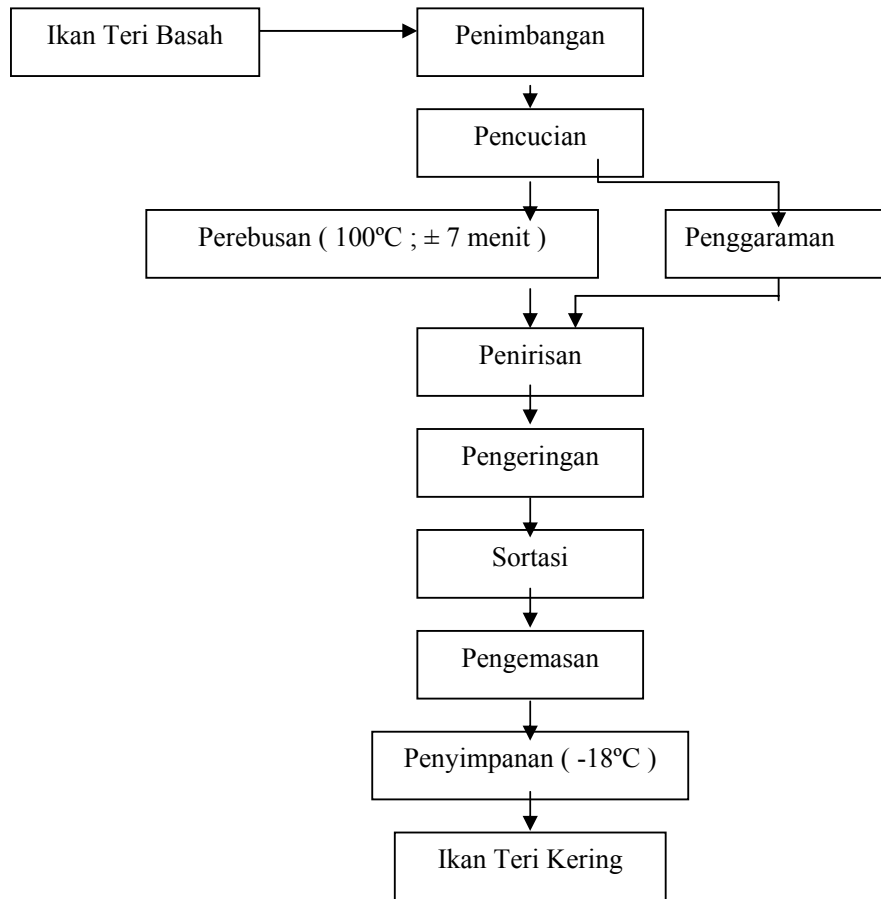 Ikan Teri Basah
Penimbangan
Pencucian
Perebusan ( 100ºC ; ± 7 menit )
Penggaraman
Penirisan
Pengeringan
Sortasi
Pengemasan
Penyimpanan ( -18ºC )
Ikan Teri Kering